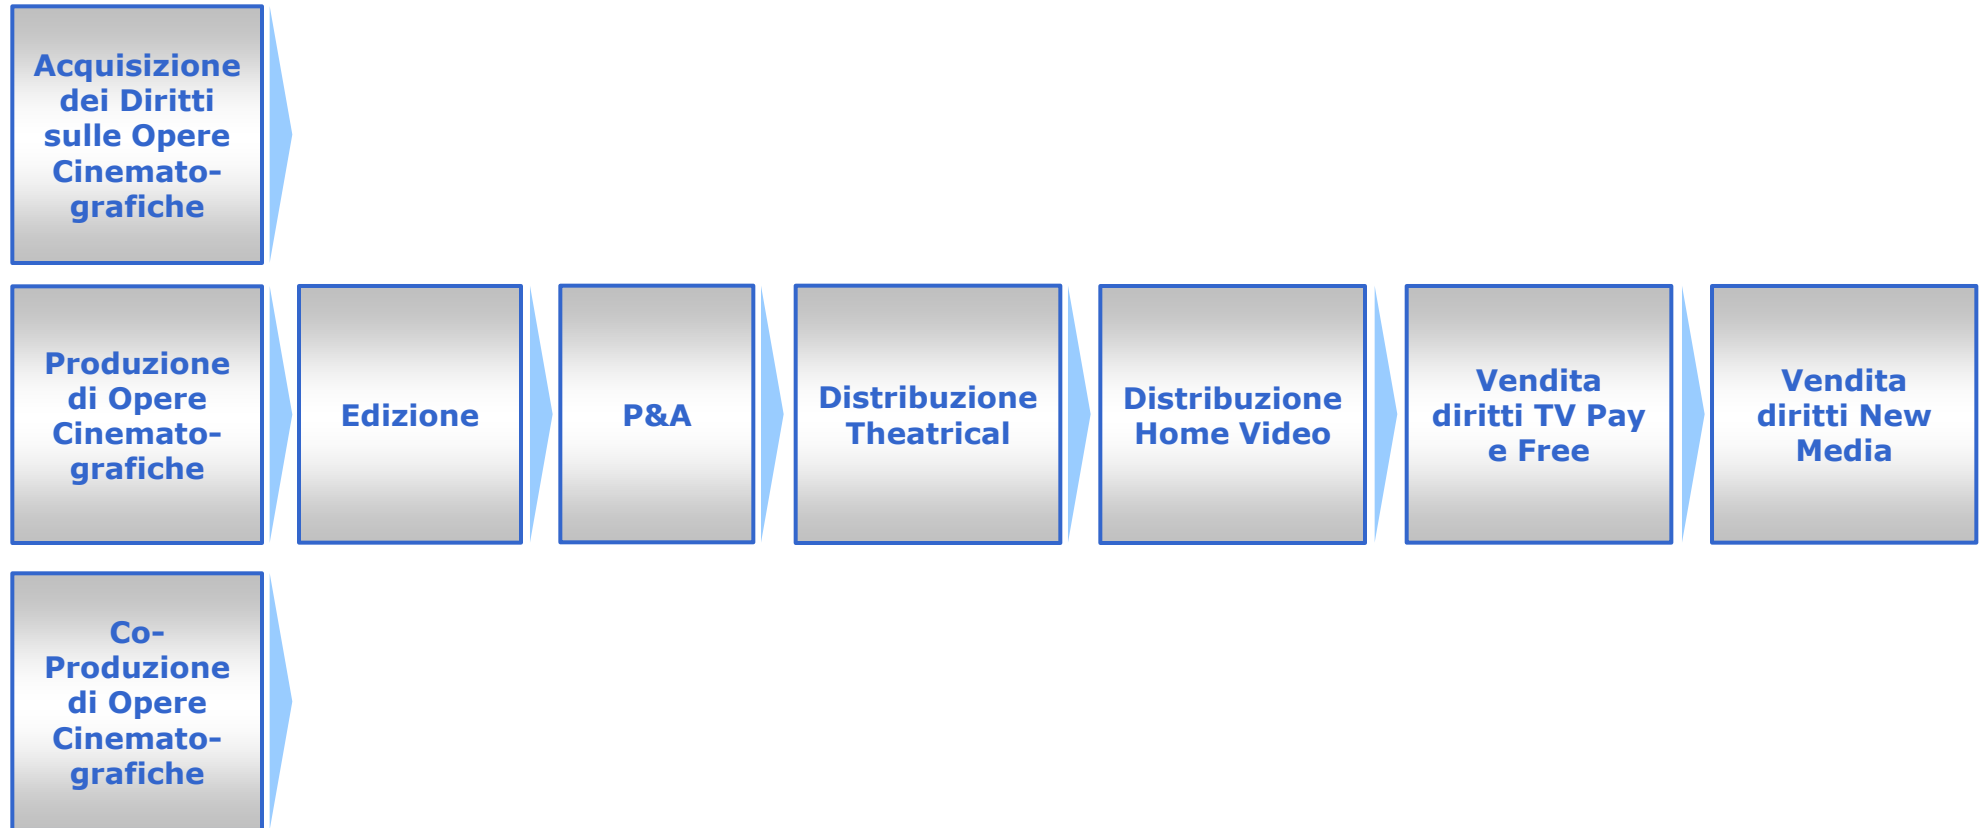 Acquisizione
dei Diritti
sulle Opere
Cinemato-
grafiche
Produzione
di Opere
Cinemato-
grafiche
Edizione
P&A
Distribuzione
Theatrical
Distribuzione
Home Video
Vendita
diritti TV Pay
e Free
Vendita
diritti New
Media
Co-
Produzione
di Opere
Cinemato-
grafiche